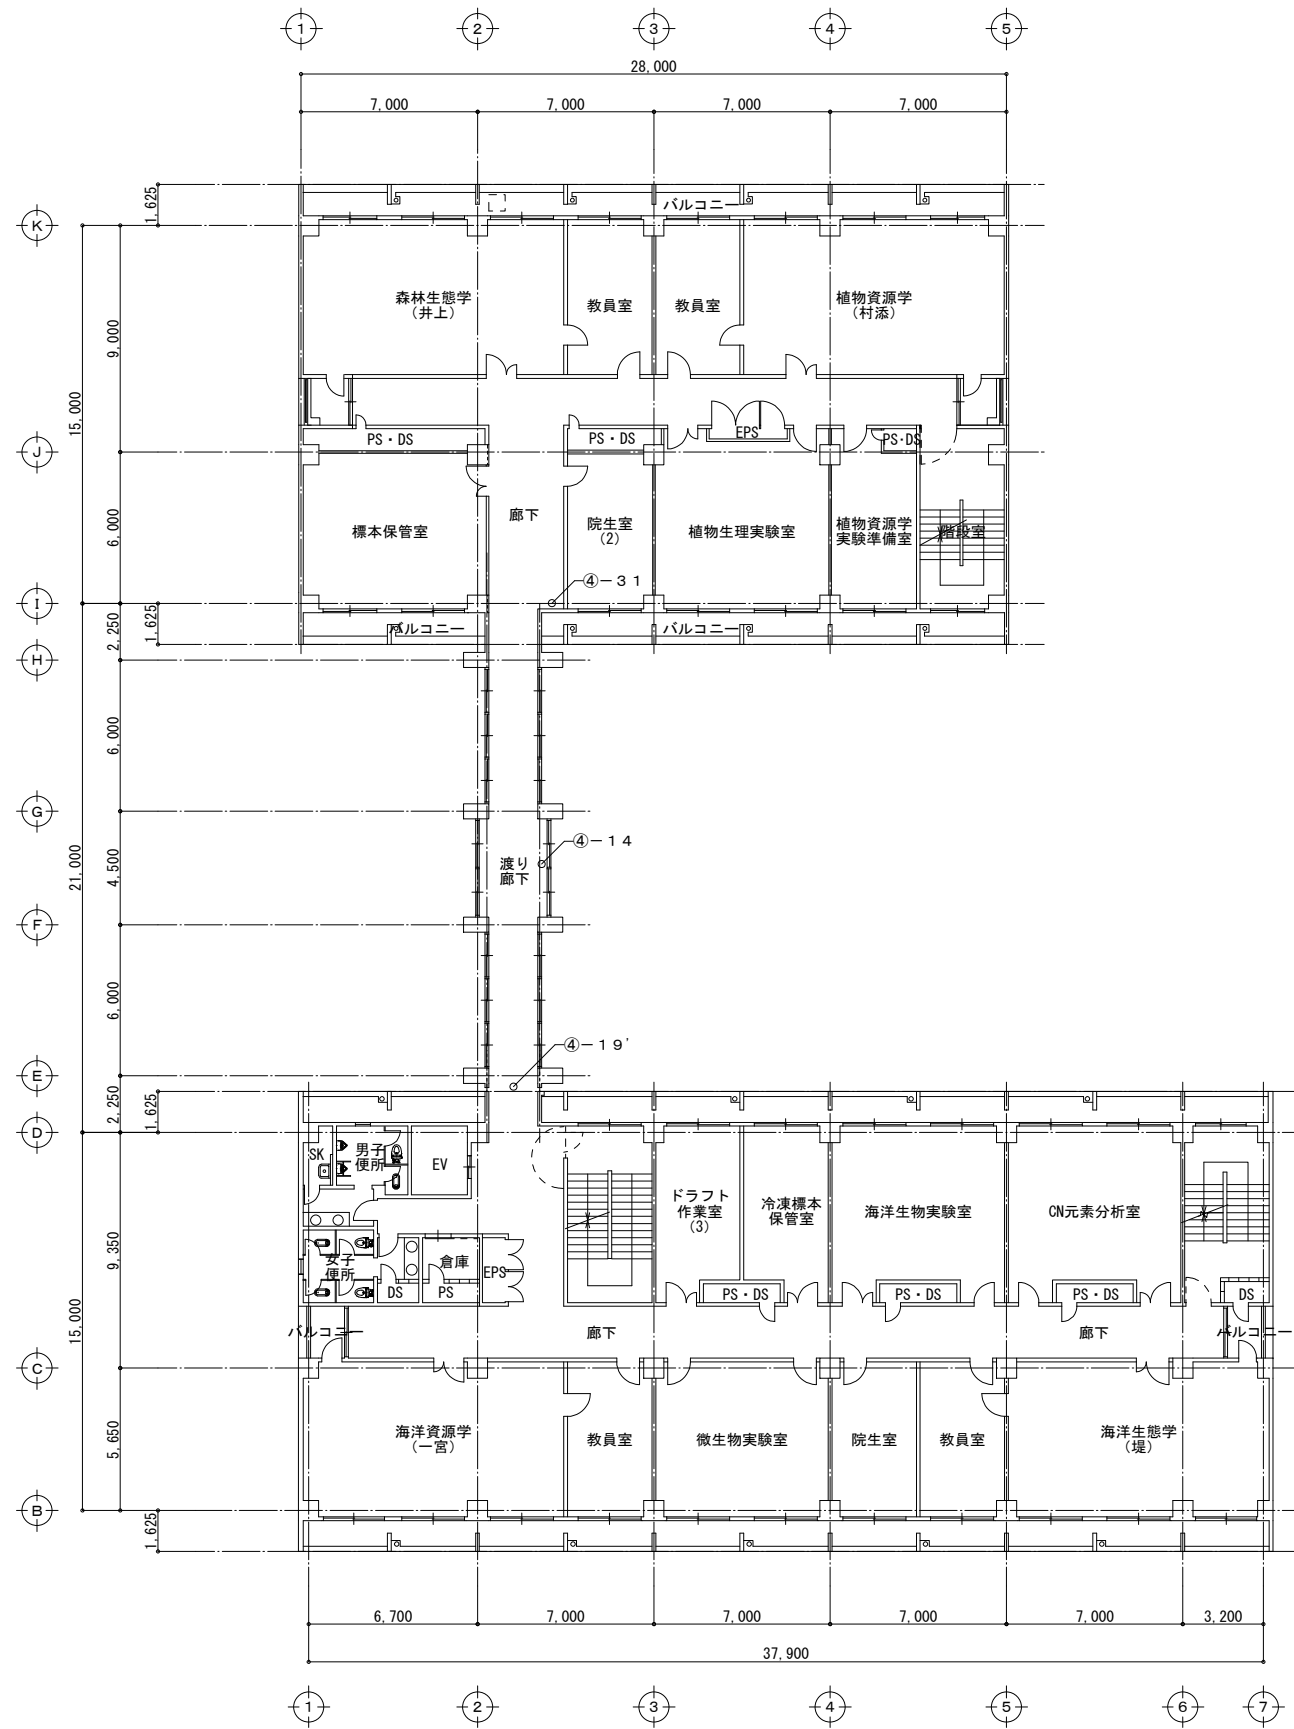 1 2 3 4 5
28,000
7,000 7,000 7,000 7,000
1,625
バルコニー
K
森林生態学
(井上)
教員室
教員室
植物資源学
(村添)
9,000
15,000
PS・DS
PS・DS
EPS
PS・DS
J
標本保管室
廊下
院生室
(2)
植物生理実験室
植物資源学
実験準備室
階段室
6,000
④－３１
I
2,250
1,625
バルコニー
バルコニー
H
6,000
G
④－１４
渡り
廊下
4,500
21,000
F
6,000
④－１９'
E
2,250
1,625
D
SK
男子
便所
EV
ドラフト
作業室
(3)
冷凍標本
保管室
海洋生物実験室
CN元素分析室
9,350
女子
便所
倉庫
EPS
DS
PS
PS・DS
PS・DS
PS・DS
DS
15,000
バルコニー
廊下
廊下
バルコニー
C
海洋資源学
(一宮)
教員室
微生物実験室
院生室
教員室
海洋生態学
(堤)
5,650
B
1,625
6,700 7,000 7,000 7,000 7,000 3,200
37,900
1 2 3 4 5 6 7